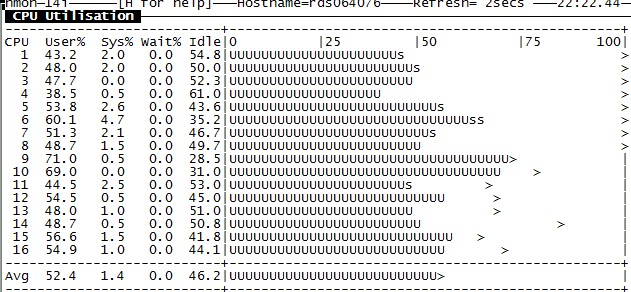 nmon-14i [H for help] Hostname=rds064076 Refresh= 2secs 22:22.44
CPU Utilisation
CPU User% Sys% Wait% Idle|0 |25 |50 |75 100|
1 43.2 2.0 0.0 54.8|UUUUUUUUUUUUUUUUUUUUUs >
2 48.0 2.0 0.0 50.0|UUUUUUUUUUUUUUUUUUUUUUUs >
3 47.7 0.0 0.0 52.3|UUUUUUUUUUUUUUUUUUUUUUU >
4 38.5 0.5 0.0 61.0|UUUUUUUUUUUUUUUUUUU >
5 53.8 2.6 0.0 43.6|UUUUUUUUUUUUUUUUUUUUUUUUUUs >
6 60.1 4.7 0.0 35.2|UUUUUUUUUUUUUUUUUUUUUUUUUUUUUUss >
7 51.3 2.1 0.0 46.7|UUUUUUUUUUUUUUUUUUUUUUUUUs >
8 48.7 1.5 0.0 49.7|UUUUUUUUUUUUUUUUUUUUUUUU >
9 71.0 0.5 0.0 28.5|UUUUUUUUUUUUUUUUUUUUUUUUUUUUUUUUUUU>
10 69.0 0.0 0.0 31.0|UUUUUUUUUUUUUUUUUUUUUUUUUUUUUUUUUU >
11 44.5 2.5 0.0 53.0|UUUUUUUUUUUUUUUUUUUUUUs >
12 54.5 0.5 0.0 45.0|UUUUUUUUUUUUUUUUUUUUUUUUUUU >
13 48.0 1.0 0.0 51.0|UUUUUUUUUUUUUUUUUUUUUUU >
14 48.7 0.5 0.0 50.8|UUUUUUUUUUUUUUUUUUUUUUUU >
15 56.6 1.5 0.0 41.8|UUUUUUUUUUUUUUUUUUUUUUUUUUUU >
16 54.9 1.0 0.0 44.1|UUUUUUUUUUUUUUUUUUUUUUUUUUU >
Avg 52.4 1.4 0.0 46.2|UUUUUUUUUUUUUUUUUUUUUUUUUU>